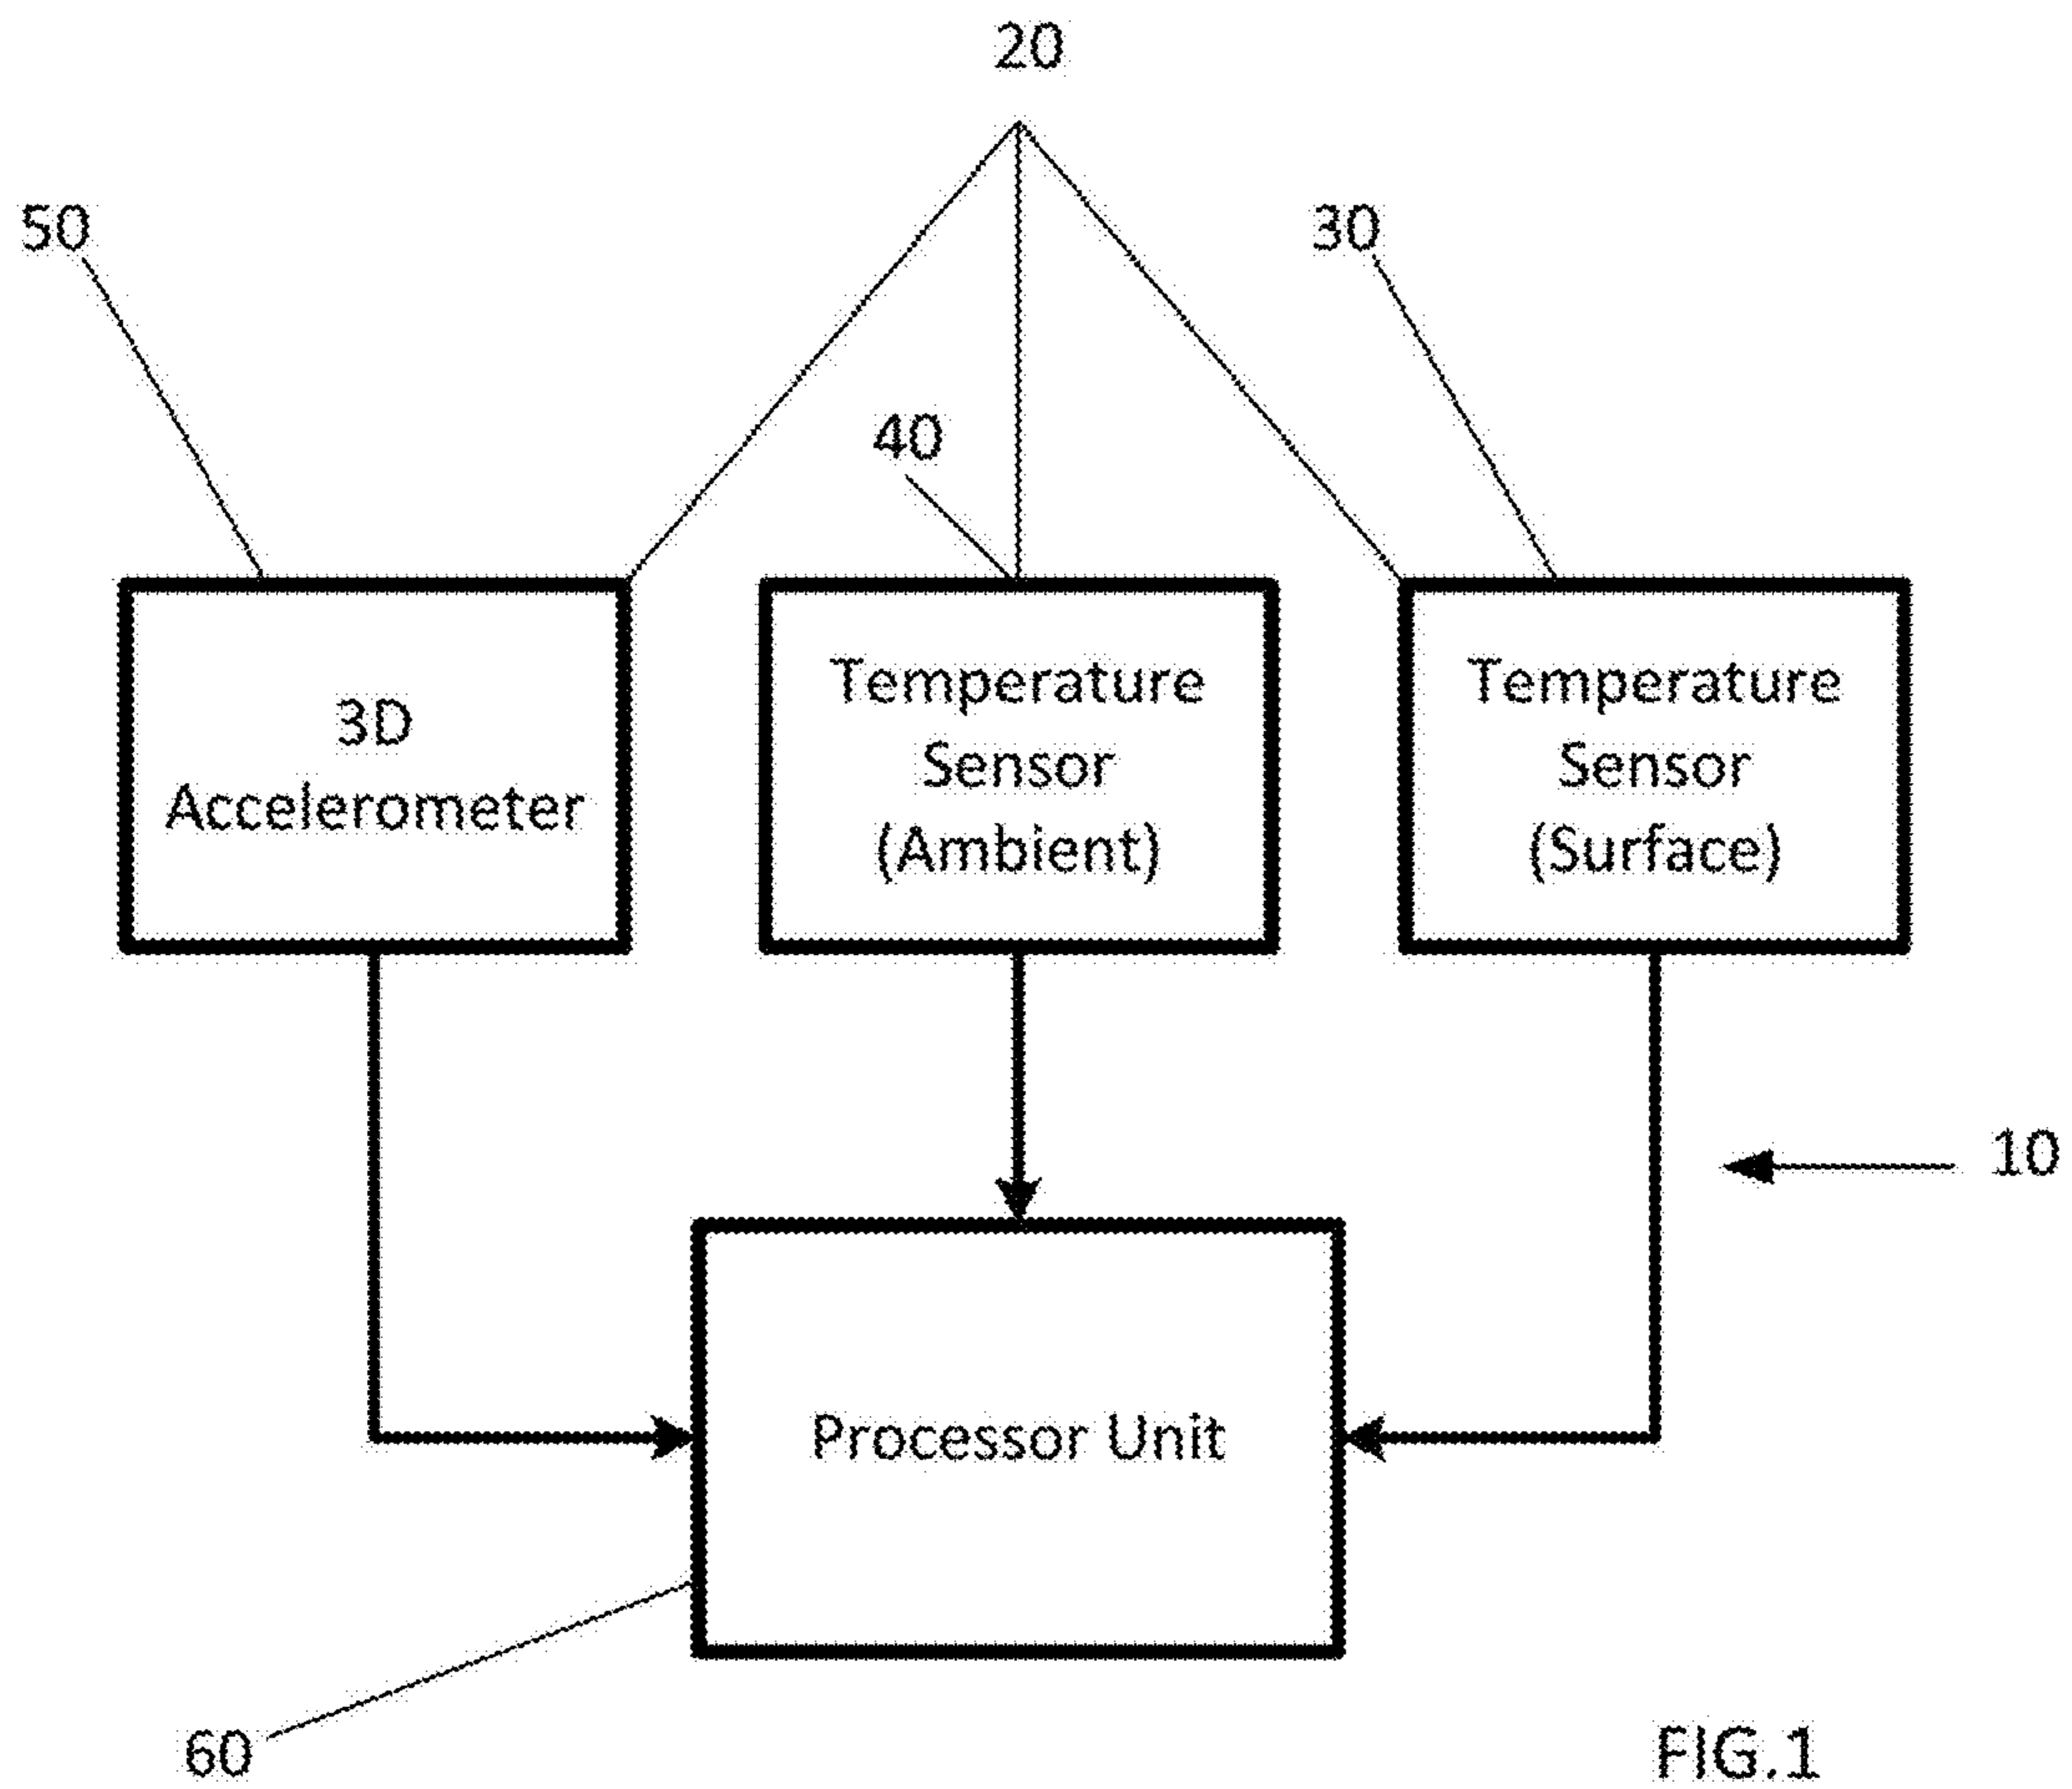 20
50
30
40
3D
Accelerometer
Temperature
Sensor
(Ambient)
Temperature
Sensor
(Surface)
10
Processor Unit
60
FIG.1